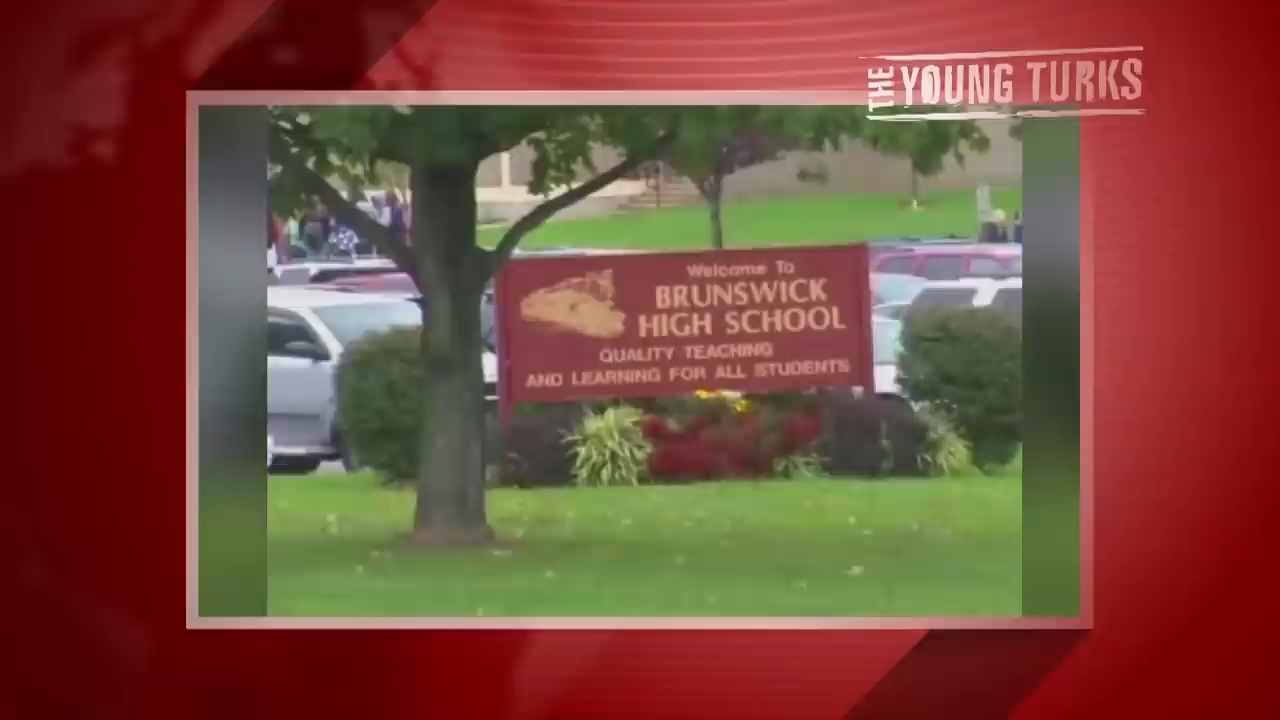 THE YOUNG TURKS
Welcome To
BRUNSWICK
HIGH SCHOOL
QUALITY TEACHING
AND LEARNING FOR ALL STUDENTS